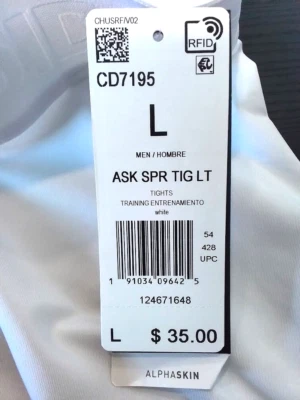 CHUSRF/V02
RFID
CD7195
L
MEN / HOMBRE
ASK SPR TIG LT
TIGHTS
TRAINING ENTRENAMIENTO
white
54
428
UPC
1 91034 09642 5
124671648
L $ 35.00
ALPHASKIN